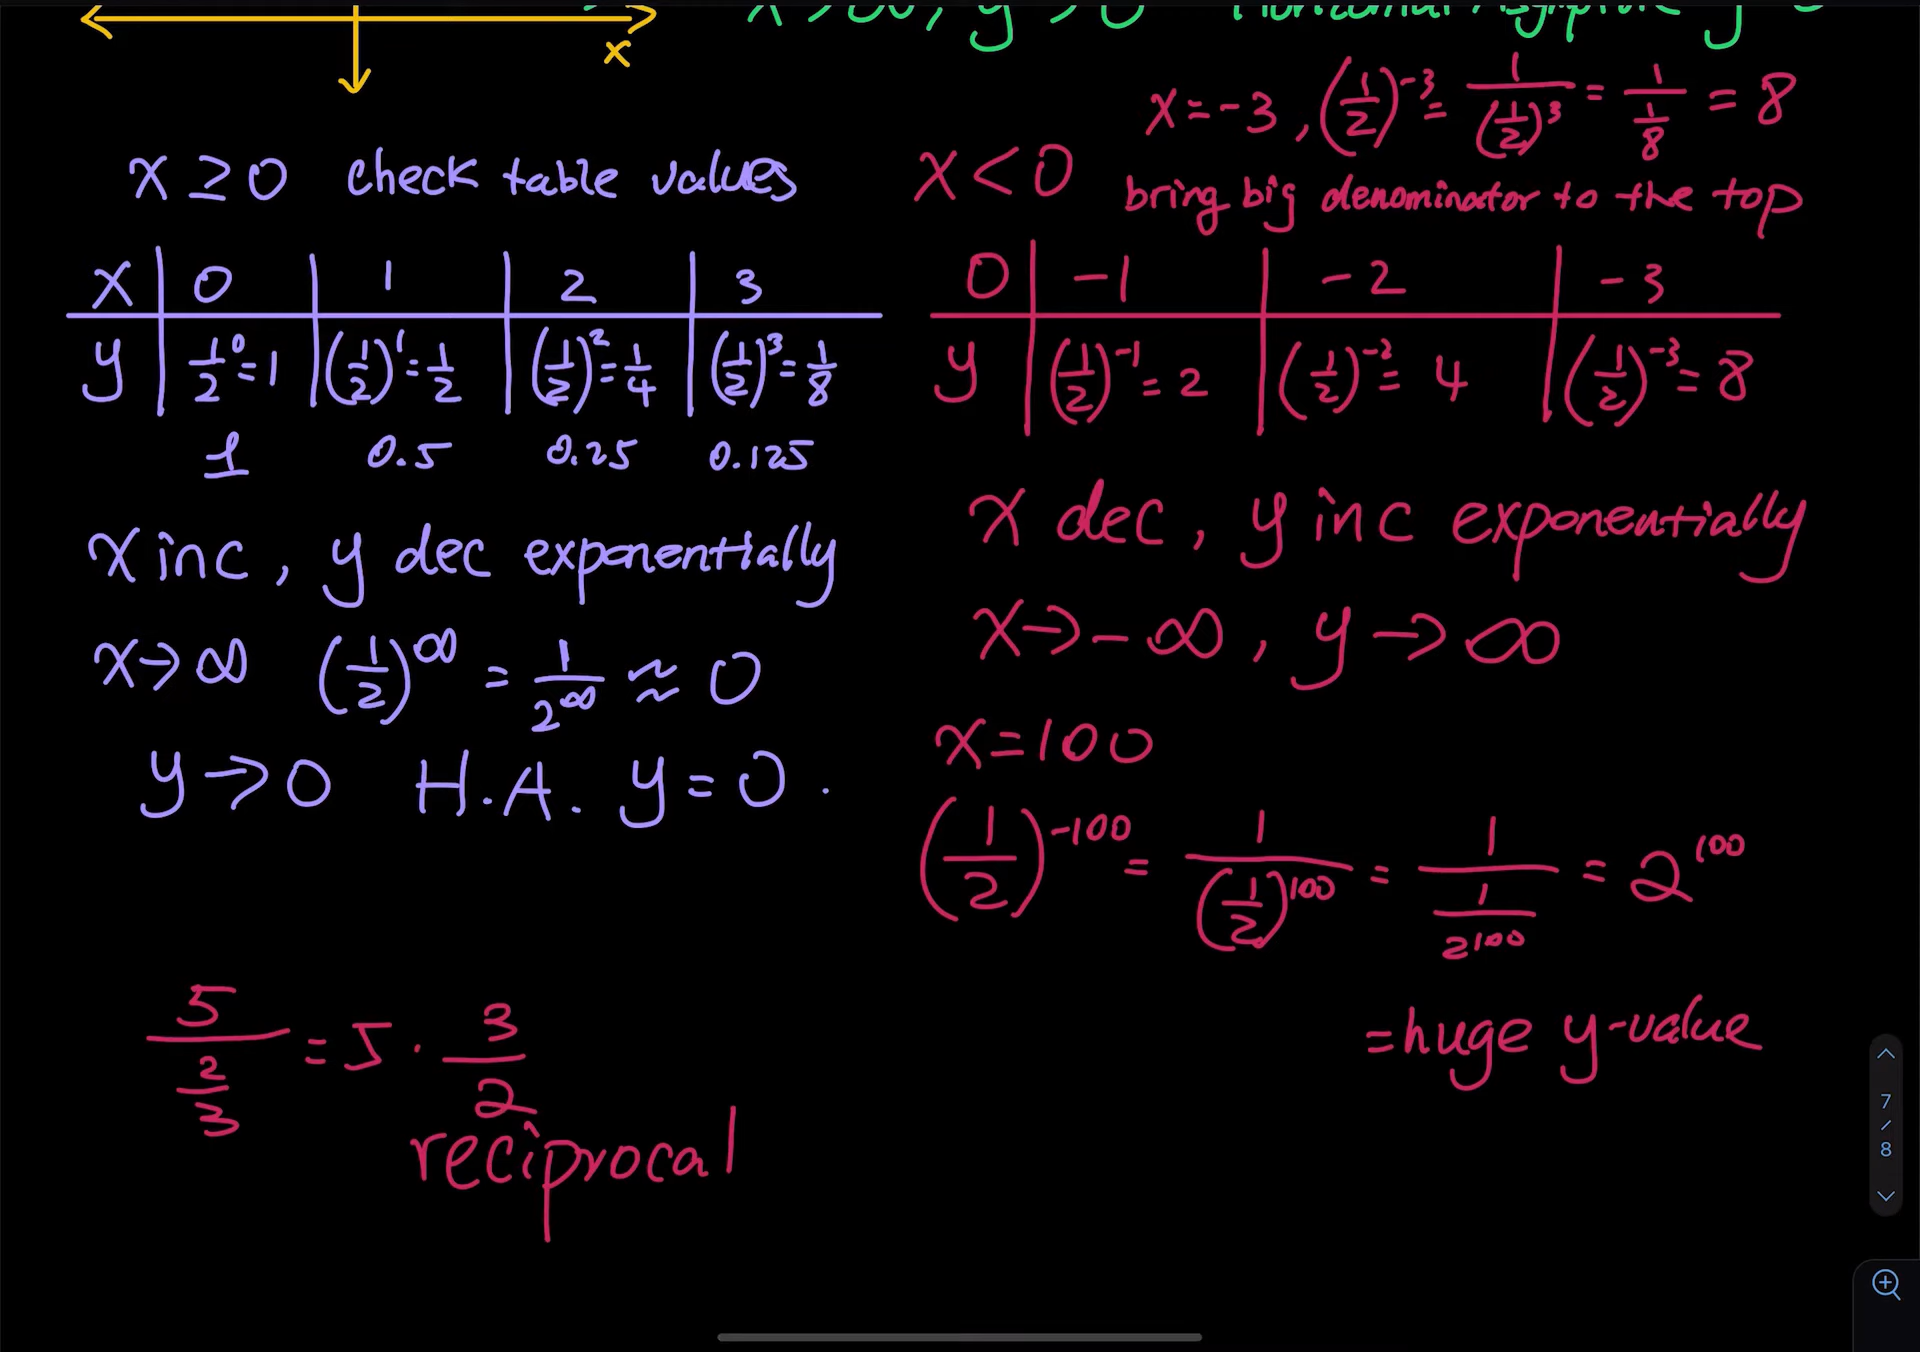 x
x = -3, (1/2)^-3 = 1/(1/2)^3 = 1/(1/8) = 8
x ≥ 0 check table values
x | 0 | 1 | 2 | 3
y | 1/2^0 = 1 | (1/2)^1 = 1/2 | (1/2)^2 = 1/4 | (1/2)^3 = 1/8
1 0.5 0.25 0.125
x inc, y dec exponentially
x → ∞ (1/2)^∞ = 1/2^∞ ≈ 0
y → 0 H.A. y = 0.
5/(2/3) = 5 · 3/2
reciprocal
x < 0 bring big denominator to the top
0 | -1 | -2 | -3
y | (1/2)^-1 = 2 | (1/2)^-2 = 4 | (1/2)^-3 = 8
x dec, y inc exponentially
x → -∞, y → ∞
x = 100
(1/2)^-100 = 1/(1/2)^100 = 1/(1/2^100) = 2^100
= huge y-value
7
/
8